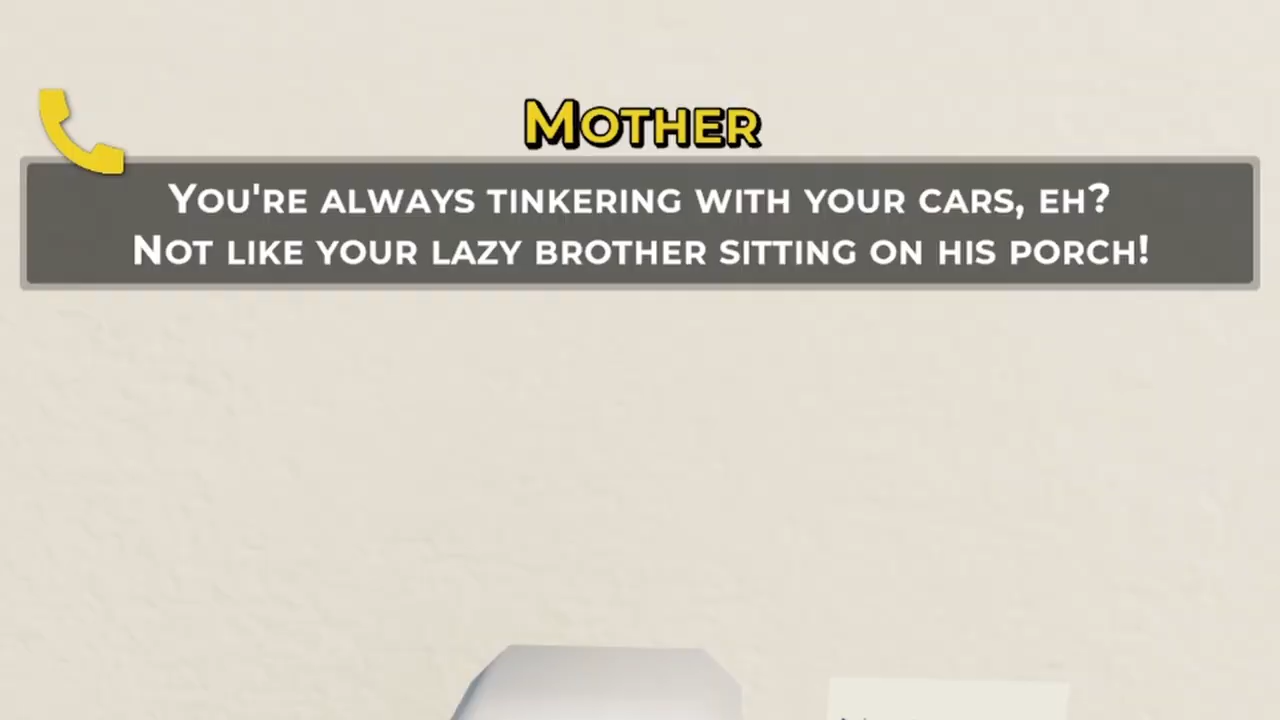 Mother
You're always tinkering with your cars, eh?
Not like your lazy brother sitting on his porch!